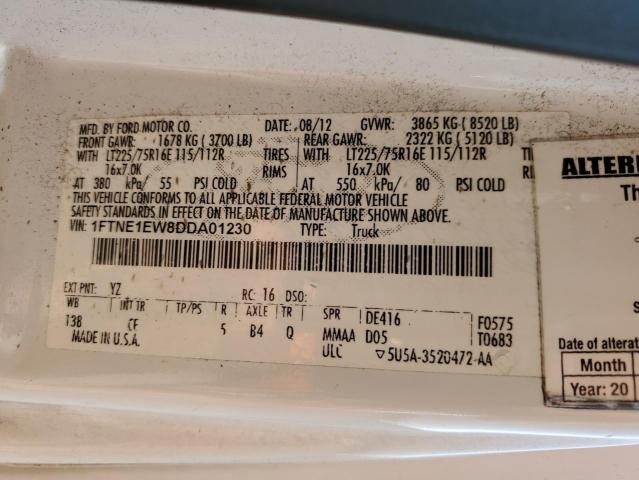 MFD. BY FORD MOTOR CO. DATE: 08/12 GVWR: 3865 KG ( 8520 LB)
FRONT GAWR: 1678 KG ( 3700 LB) REAR GAWR: 2322 KG ( 5120 LB)
WITH LT225/75R16E 115/112R TIRES WITH LT225/75R16E 115/112R
16x7.0K RIMS 16x7.0K
AT 380 kPa/ 55 PSI COLD AT 550 kPa/ 80 PSI COLD
THIS VEHICLE CONFORMS TO ALL APPLICABLE FEDERAL MOTOR VEHICLE
SAFETY STANDARDS IN EFFECT ON THE DATE OF MANUFACTURE SHOWN ABOVE.
VIN: 1FTNE1EW8DDA01230 TYPE: Truck
EXT PNT: YZ RC: 16 DSO:
WB INT TR TP/PS R AXLE TR SPR DE416 F0575
138 CF 5 B4 Q MMAA D05 T0683
MADE IN U.S.A. ULC 5U5A-3520472-AA
Date of
Month
Year: 20